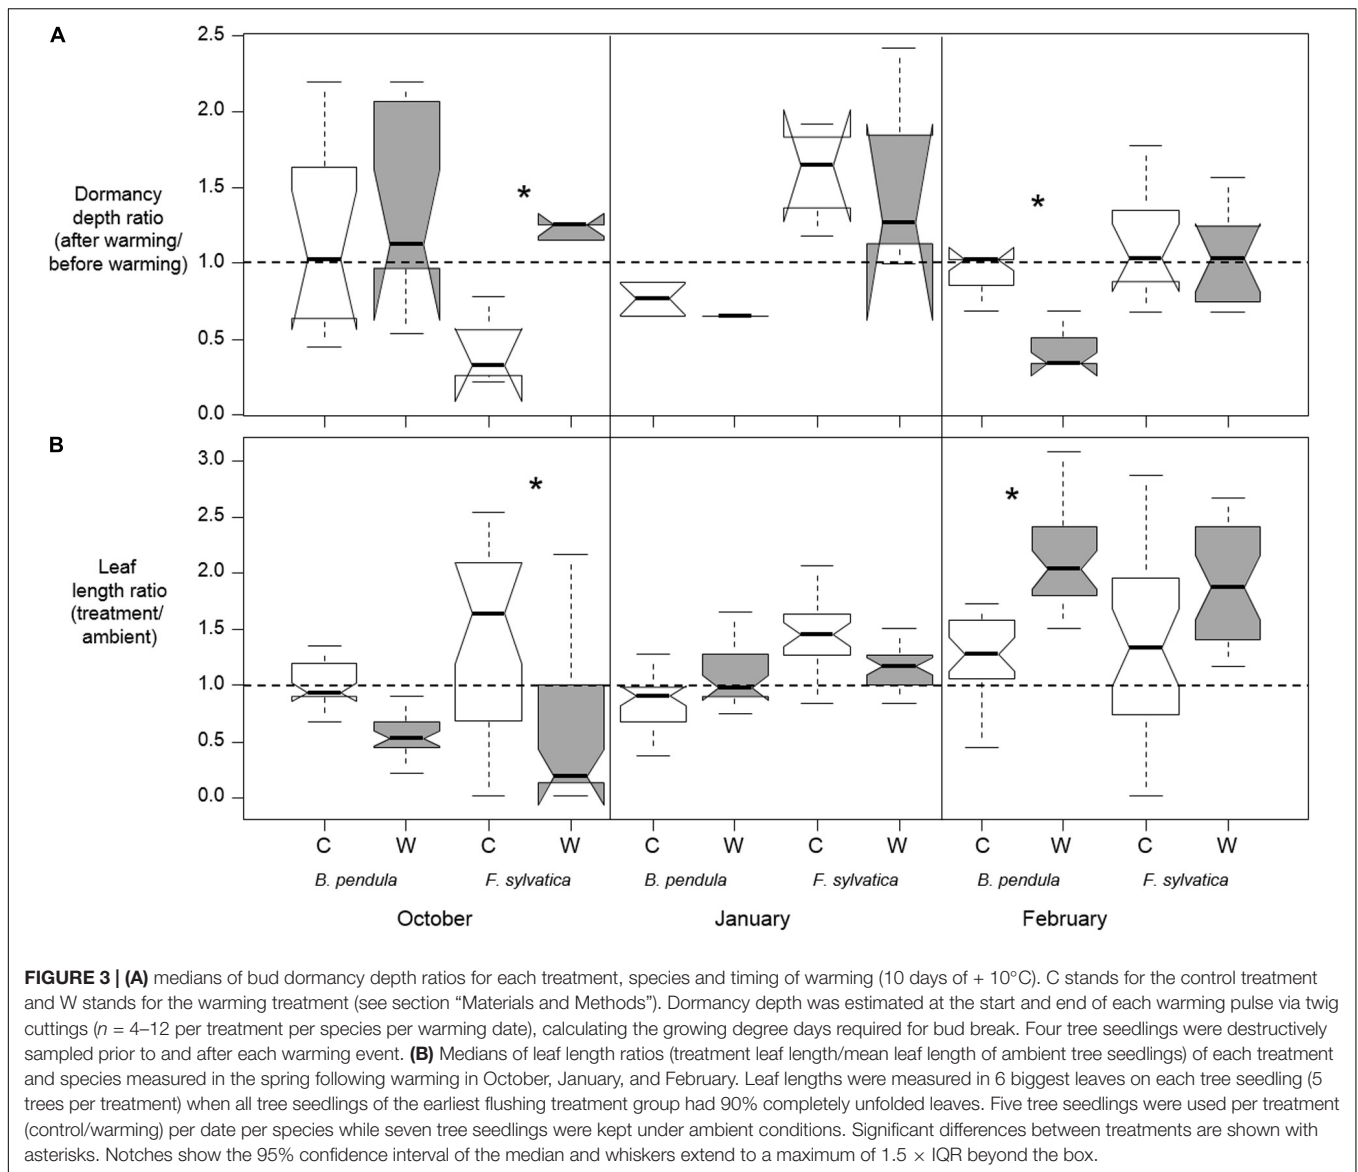 A
2.5
2.0
1.5
1.0
0.5
0.0
Dormancy
depth ratio
(after warming/
before warming)
*
*
B
3.0
2.5
2.0
1.5
1.0
0.5
0.0
Leaf
length ratio
(treatment/
ambient)
*
*
C W C W C W C W C W C W
B. pendula F. sylvatica B. pendula F. sylvatica B. pendula F. sylvatica
October January February
FIGURE 3 | (A) medians of bud dormancy depth ratios for each treatment, species and timing of warming (10 days of + 10°C). C stands for the control treatment
and W stands for the warming treatment (see section “Materials and Methods”). Dormancy depth was estimated at the start and end of each warming pulse via twig
cuttings (n = 4–12 per treatment per species per warming date), calculating the growing degree days required for bud break. Four tree seedlings were destructively
sampled prior to and after each warming event. (B) Medians of leaf length ratios (treatment leaf length/mean leaf length of ambient tree seedlings) of each treatment
and species measured in the spring following warming in October, January, and February. Leaf lengths were measured in 6 biggest leaves on each tree seedling (5
trees per treatment) when all tree seedlings of the earliest flushing treatment group had 90% completely unfolded leaves. Five tree seedlings were used per treatment
(control/warming) per date per species while seven tree seedlings were kept under ambient conditions. Significant differences between treatments are shown with
asterisks. Notches show the 95% confidence interval of the median and whiskers extend to a maximum of 1.5 × IQR beyond the box.